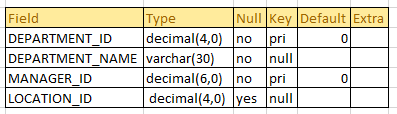 Field Type Null Key Default Extra
DEPARTMENT_ID decimal(4,0) no pri 0
DEPARTMENT_NAME varchar(30) no null
MANAGER_ID decimal(6,0) no pri 0
LOCATION_ID decimal(4,0) yes null